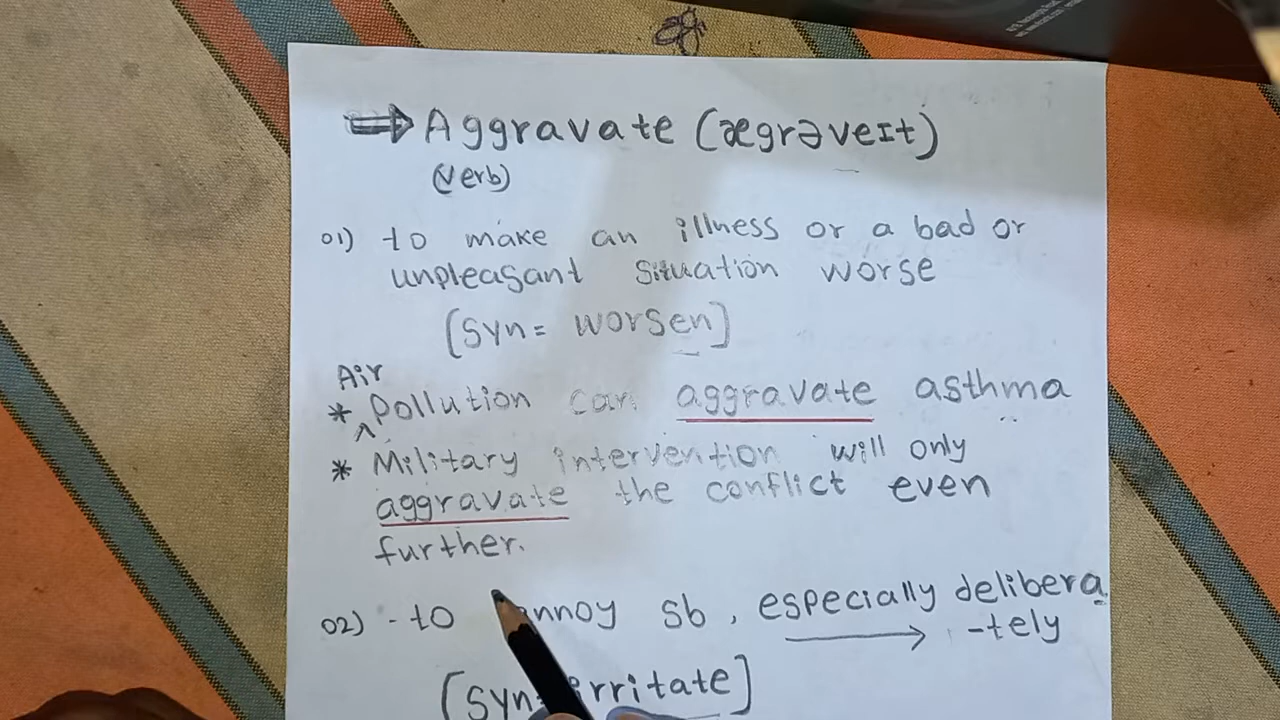 ⇒ Aggravate (ægrəveɪt)
(verb)
01) to make an illness or a bad or
unpleasant situation worse
[Syn = worsen]
Air
* ^ Pollution can aggravate asthma
* Military intervention will only
aggravate the conflict even
further.
02) - to annoy sb, especially delibera
-tely
[Syn= irritate]